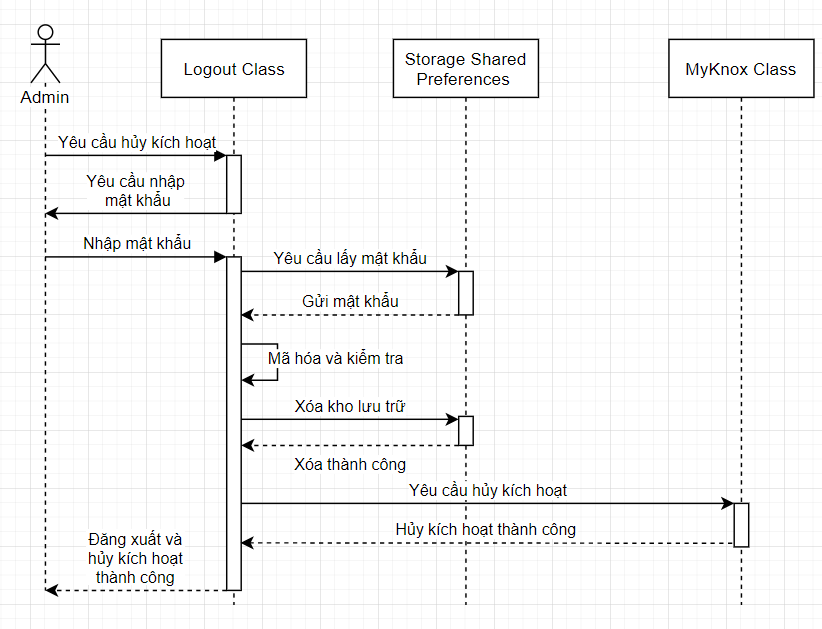 Logout Class
Storage Shared
Preferences
MyKnox Class
Admin
Yêu cầu hủy kích hoạt
Yêu cầu nhập
mật khẩu
Nhập mật khẩu
Yêu cầu lấy mật khẩu
Gửi mật khẩu
Mã hóa và kiểm tra
Xóa kho lưu trữ
Xóa thành công
Yêu cầu hủy kích hoạt
Hủy kích hoạt thành công
Đăng xuất và
hủy kích hoạt
thành công